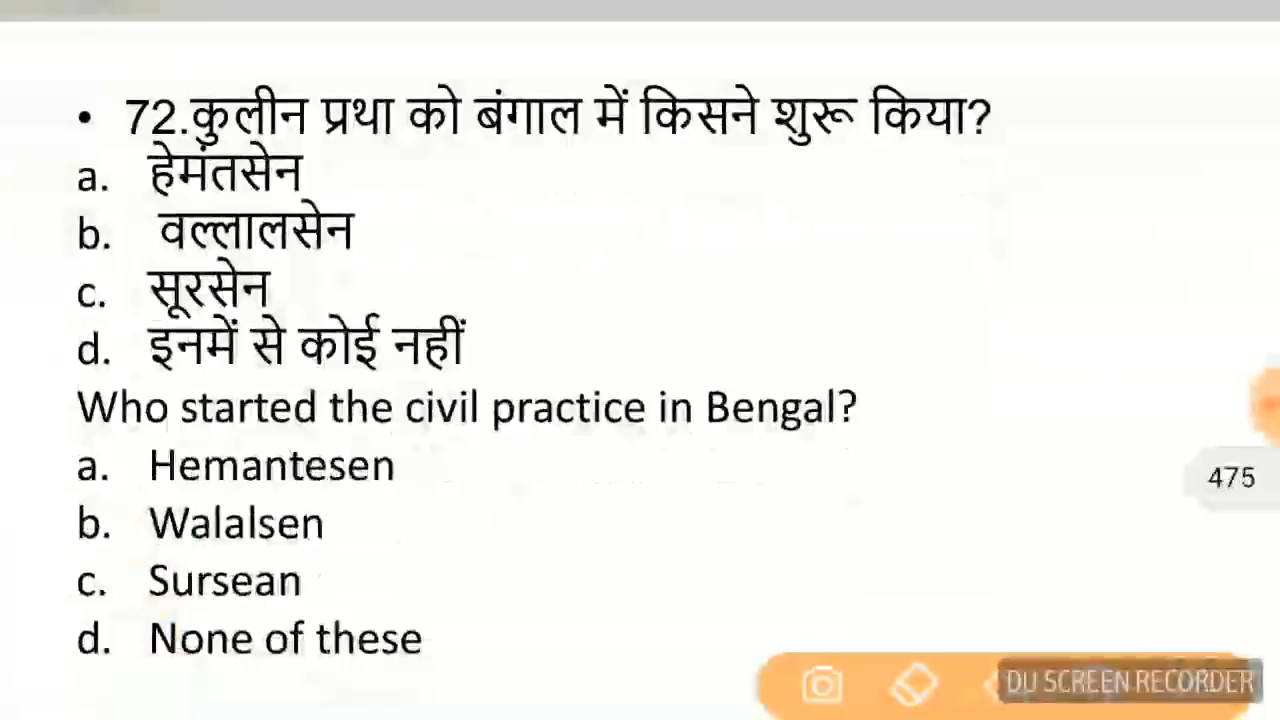 • 72.कुलीन प्रथा को बंगाल में किसने शुरू किया?
a. हेमंतसेन
b. वल्लालसेन
c. सूरसेन
d. इनमें से कोई नहीं
Who started the civil practice in Bengal?
a. Hemantesen
b. Walalsen
c. Sursean
d. None of these
475
DU SCREEN RECORDER